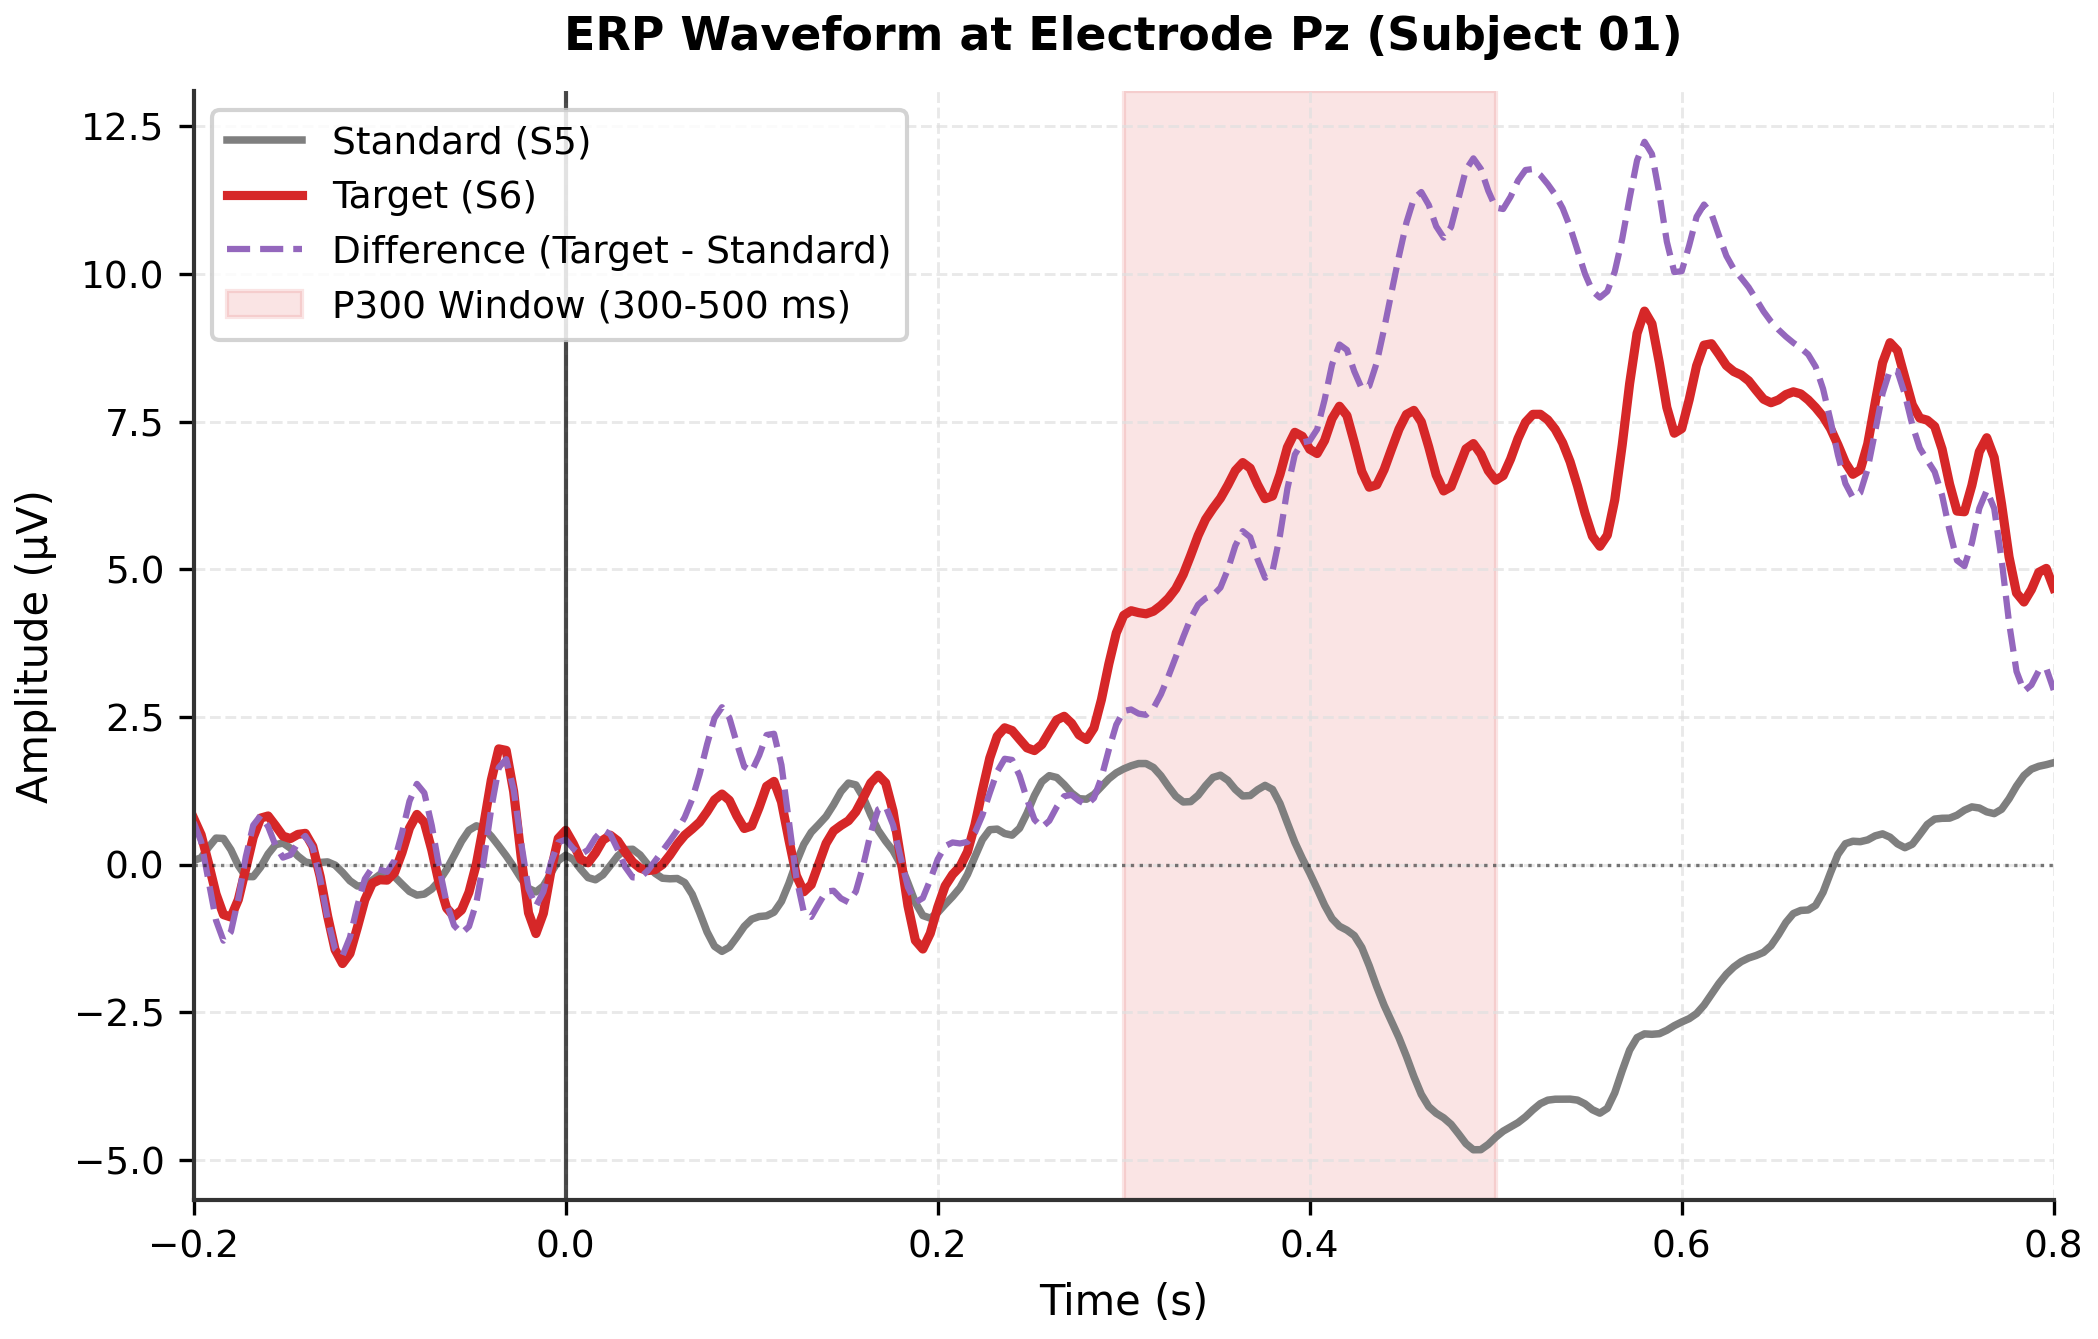 ERP Waveform at Electrode Pz (Subject 01)
Standard (S5)
Target (S6)
Difference (Target - Standard)
P300 Window (300-500 ms)
Amplitude (µV)
12.5
10.0
7.5
5.0
2.5
0.0
−2.5
−5.0
−0.2
0.0
0.2
0.4
0.6
0.8
Time (s)